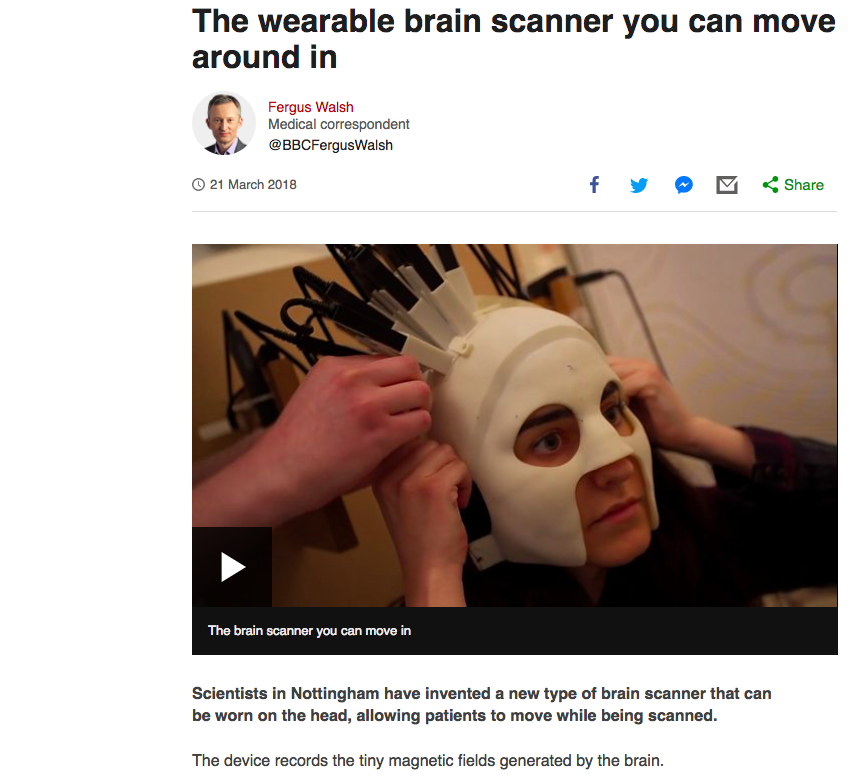 The wearable brain scanner you can move
around in
Fergus Walsh
Medical correspondent
@BBCFergusWalsh
21 March 2018
Share
The brain scanner you can move in
Scientists in Nottingham have invented a new type of brain scanner that can
be worn on the head, allowing patients to move while being scanned.
The device records the tiny magnetic fields generated by the brain.